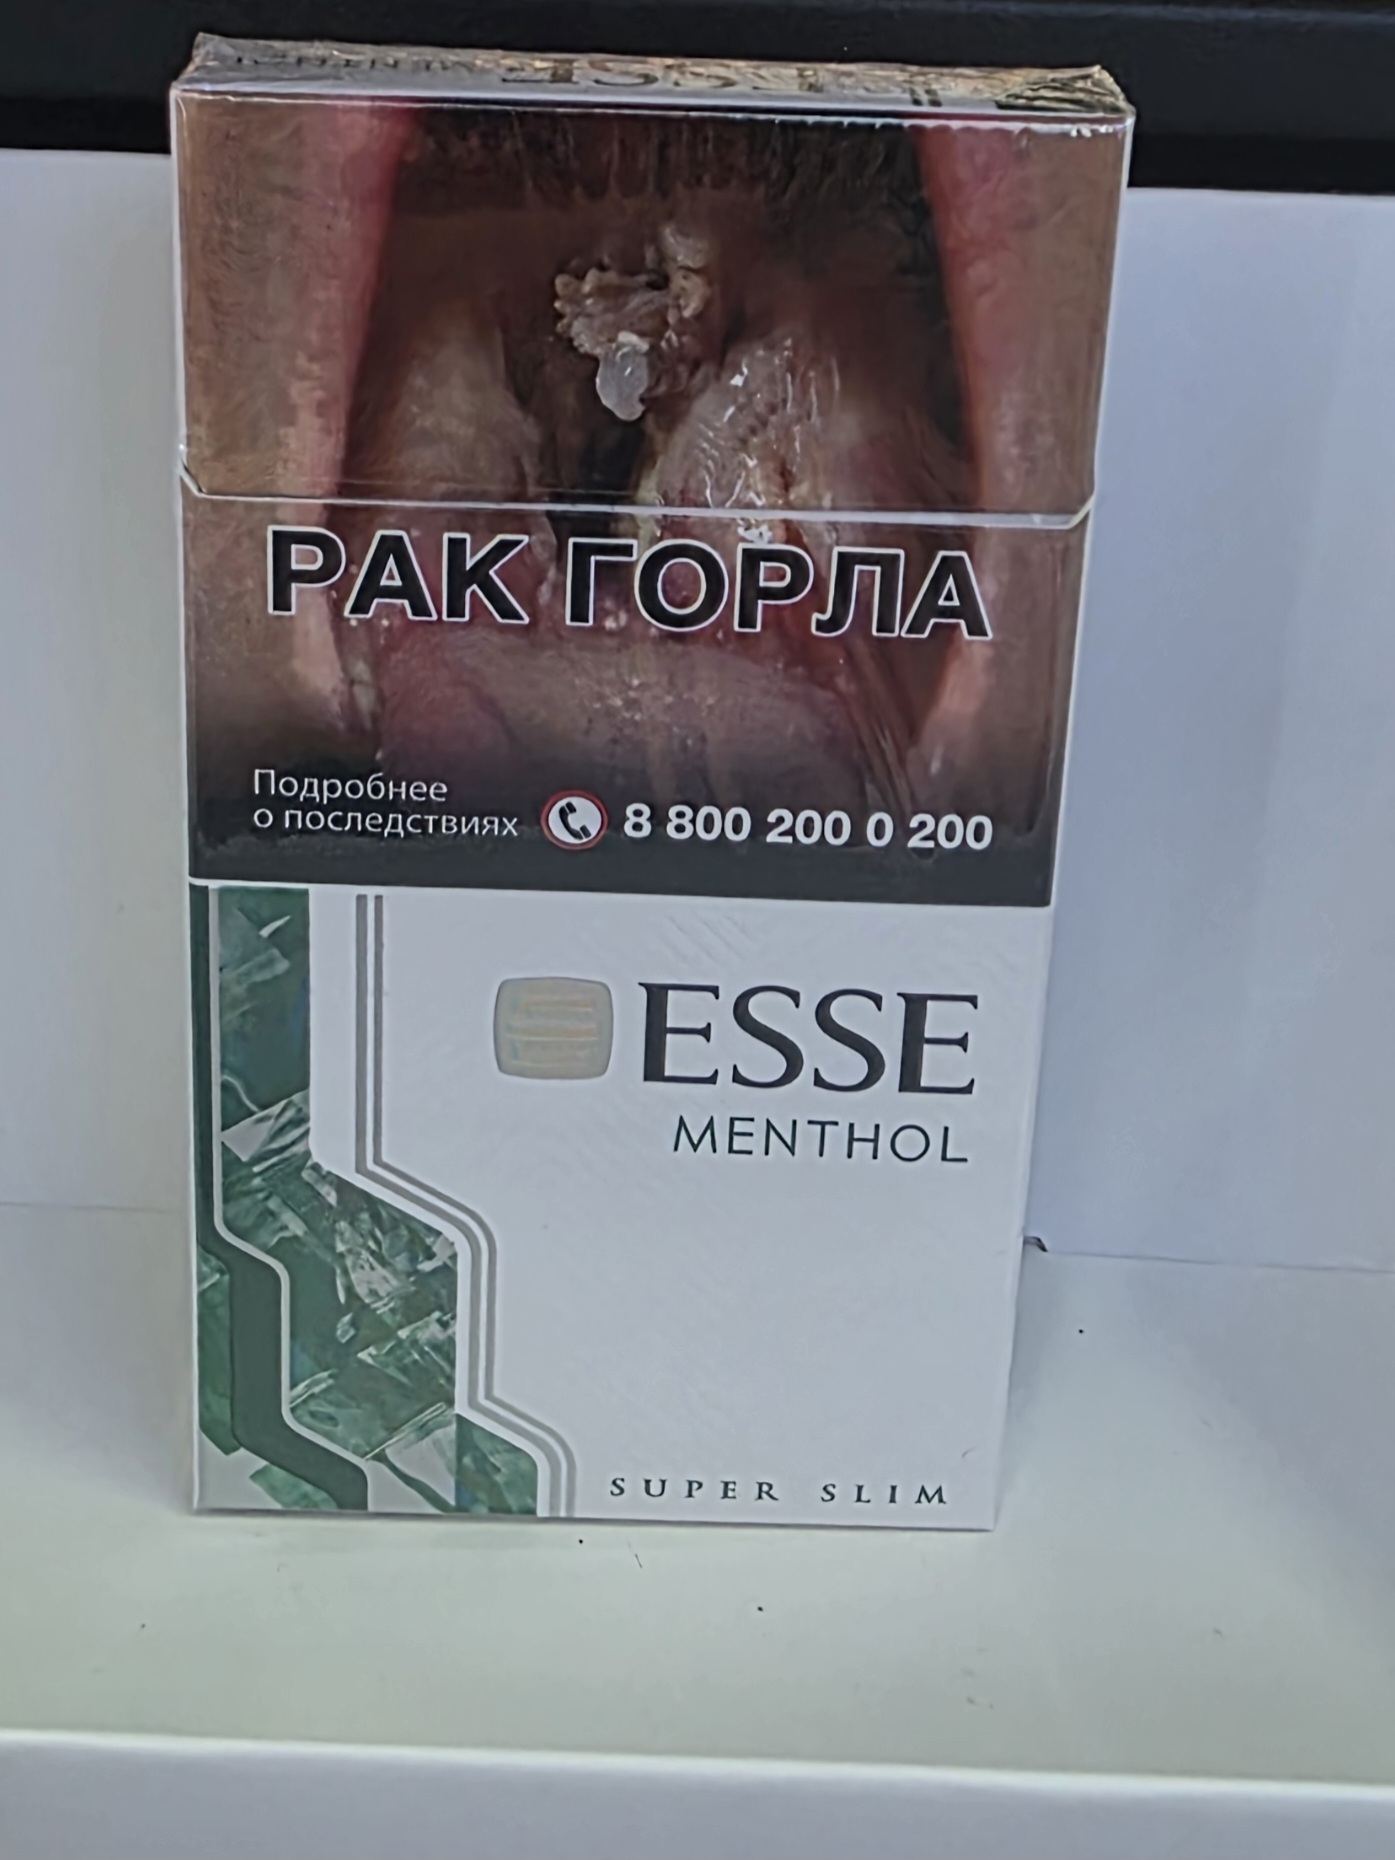 РАК ГОРЛА
Подробнее
о последствиях 8 800 200 0 200
ESSE
MENTHOL
SUPER SLIM